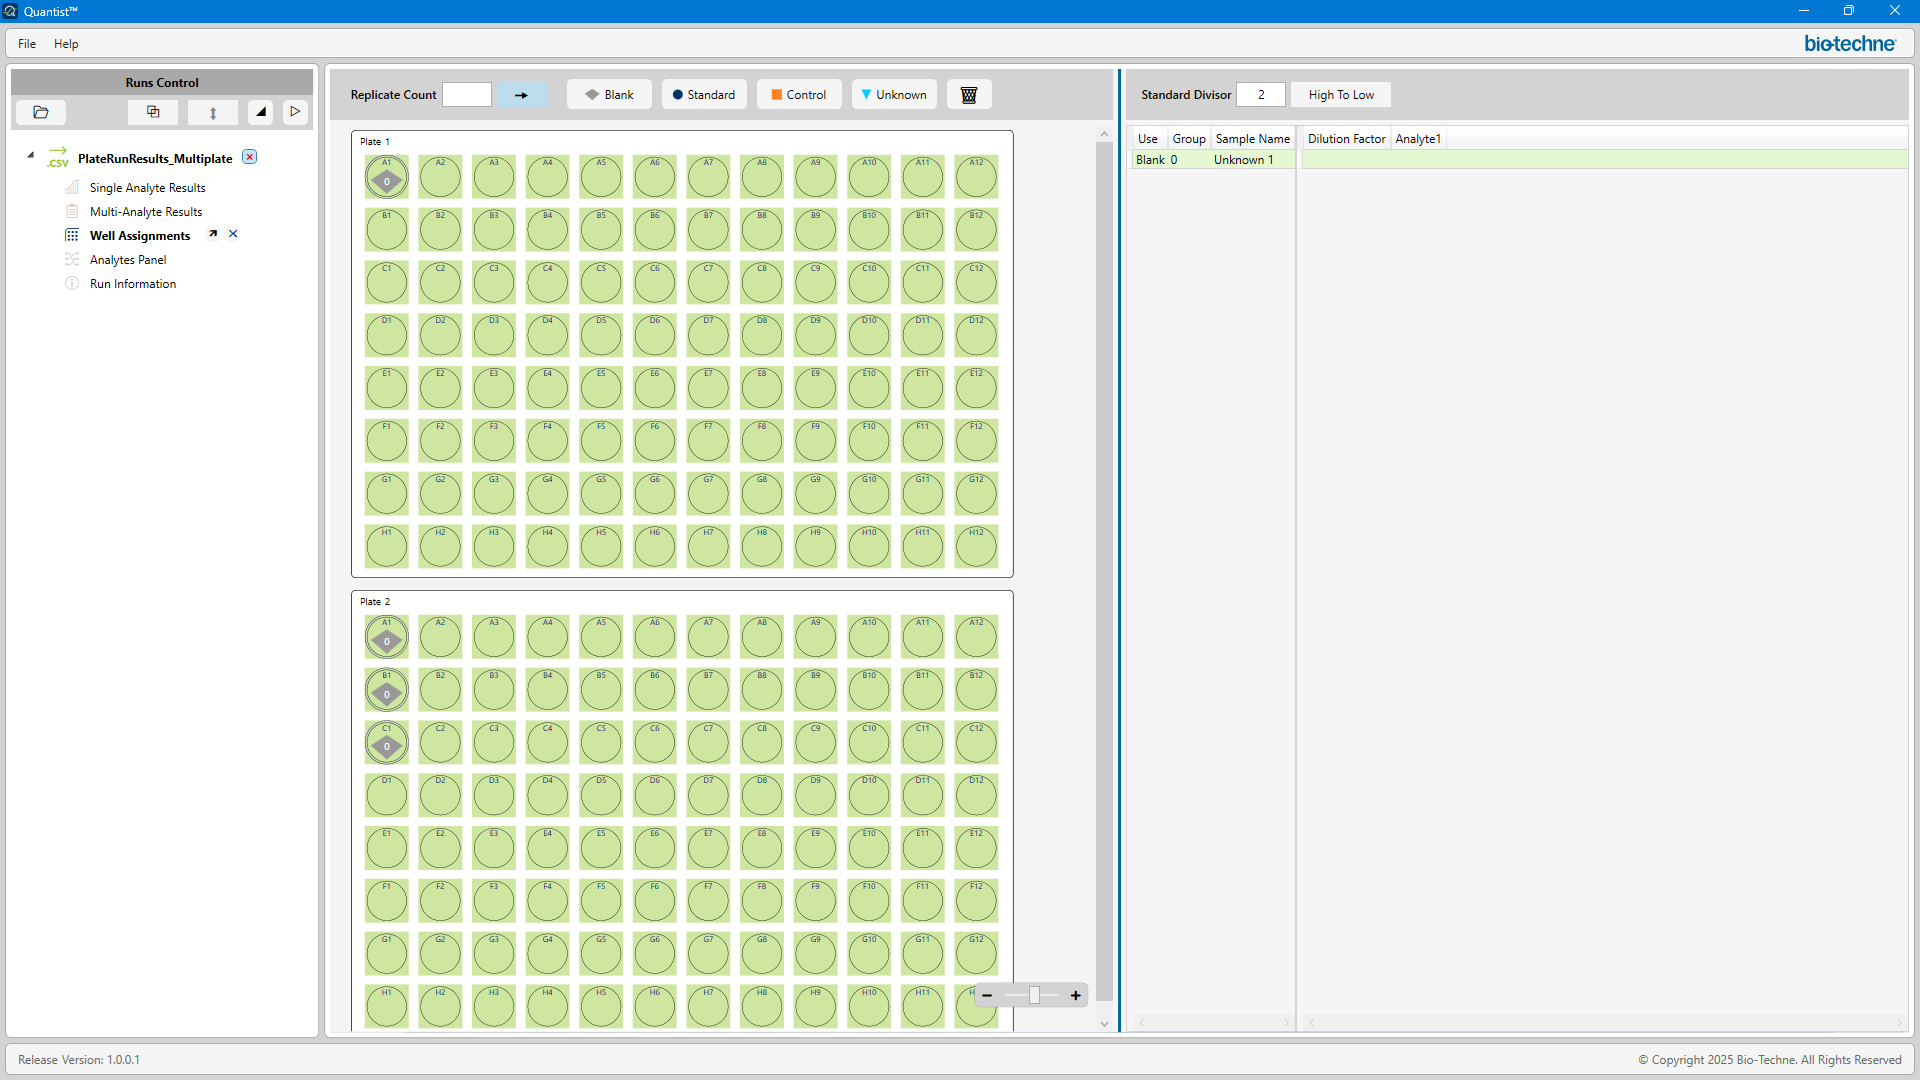 Quantist™
File Help
bio-techne
Runs Control
Replicate Count
Blank
Standard
Control
Unknown
Standard Divisor 2 High To Low
.CSV PlateRunResults_Multiplate
Single Analyte Results
Multi-Analyte Results
Well Assignments
Analytes Panel
Run Information
Plate 1
A1 A2 A3 A4 A5 A6 A7 A8 A9 A10 A11 A12
0
B1 B2 B3 B4 B5 B6 B7 B8 B9 B10 B11 B12
C1 C2 C3 C4 C5 C6 C7 C8 C9 C10 C11 C12
D1 D2 D3 D4 D5 D6 D7 D8 D9 D10 D11 D12
E1 E2 E3 E4 E5 E6 E7 E8 E9 E10 E11 E12
F1 F2 F3 F4 F5 F6 F7 F8 F9 F10 F11 F12
G1 G2 G3 G4 G5 G6 G7 G8 G9 G10 G11 G12
H1 H2 H3 H4 H5 H6 H7 H8 H9 H10 H11 H12
Plate 2
A1 A2 A3 A4 A5 A6 A7 A8 A9 A10 A11 A12
0
B1 B2 B3 B4 B5 B6 B7 B8 B9 B10 B11 B12
0
C1 C2 C3 C4 C5 C6 C7 C8 C9 C10 C11 C12
0
D1 D2 D3 D4 D5 D6 D7 D8 D9 D10 D11 D12
E1 E2 E3 E4 E5 E6 E7 E8 E9 E10 E11 E12
F1 F2 F3 F4 F5 F6 F7 F8 F9 F10 F11 F12
G1 G2 G3 G4 G5 G6 G7 G8 G9 G10 G11 G12
H1 H2 H3 H4 H5 H6 H7 H8 H9 H10 H11 H
Use Group Sample Name Dilution Factor Analyte1
Blank 0 Unknown 1
Release Version: 1.0.0.1
© Copyright 2025 Bio-Techne. All Rights Reserved